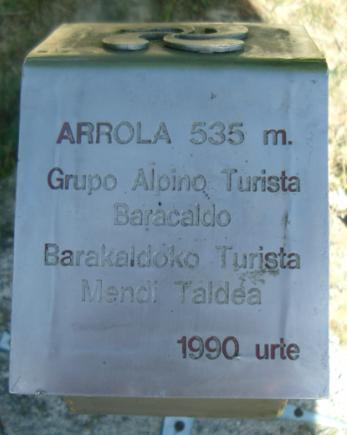 ARROLA 535 m.
Grupo Alpino Turista
Baracaldo
Barakaldoko Turista
Mendi Taldea
1990 urte